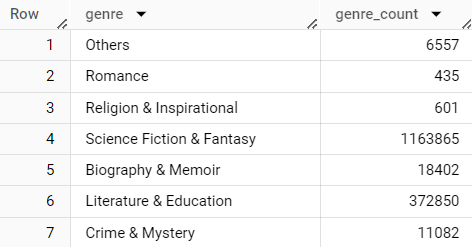 Row genre genre_count
1 Others 6557
2 Romance 435
3 Religion & Inspirational 601
4 Science Fiction & Fantasy 1163865
5 Biography & Memoir 18402
6 Literature & Education 372850
7 Crime & Mystery 11082